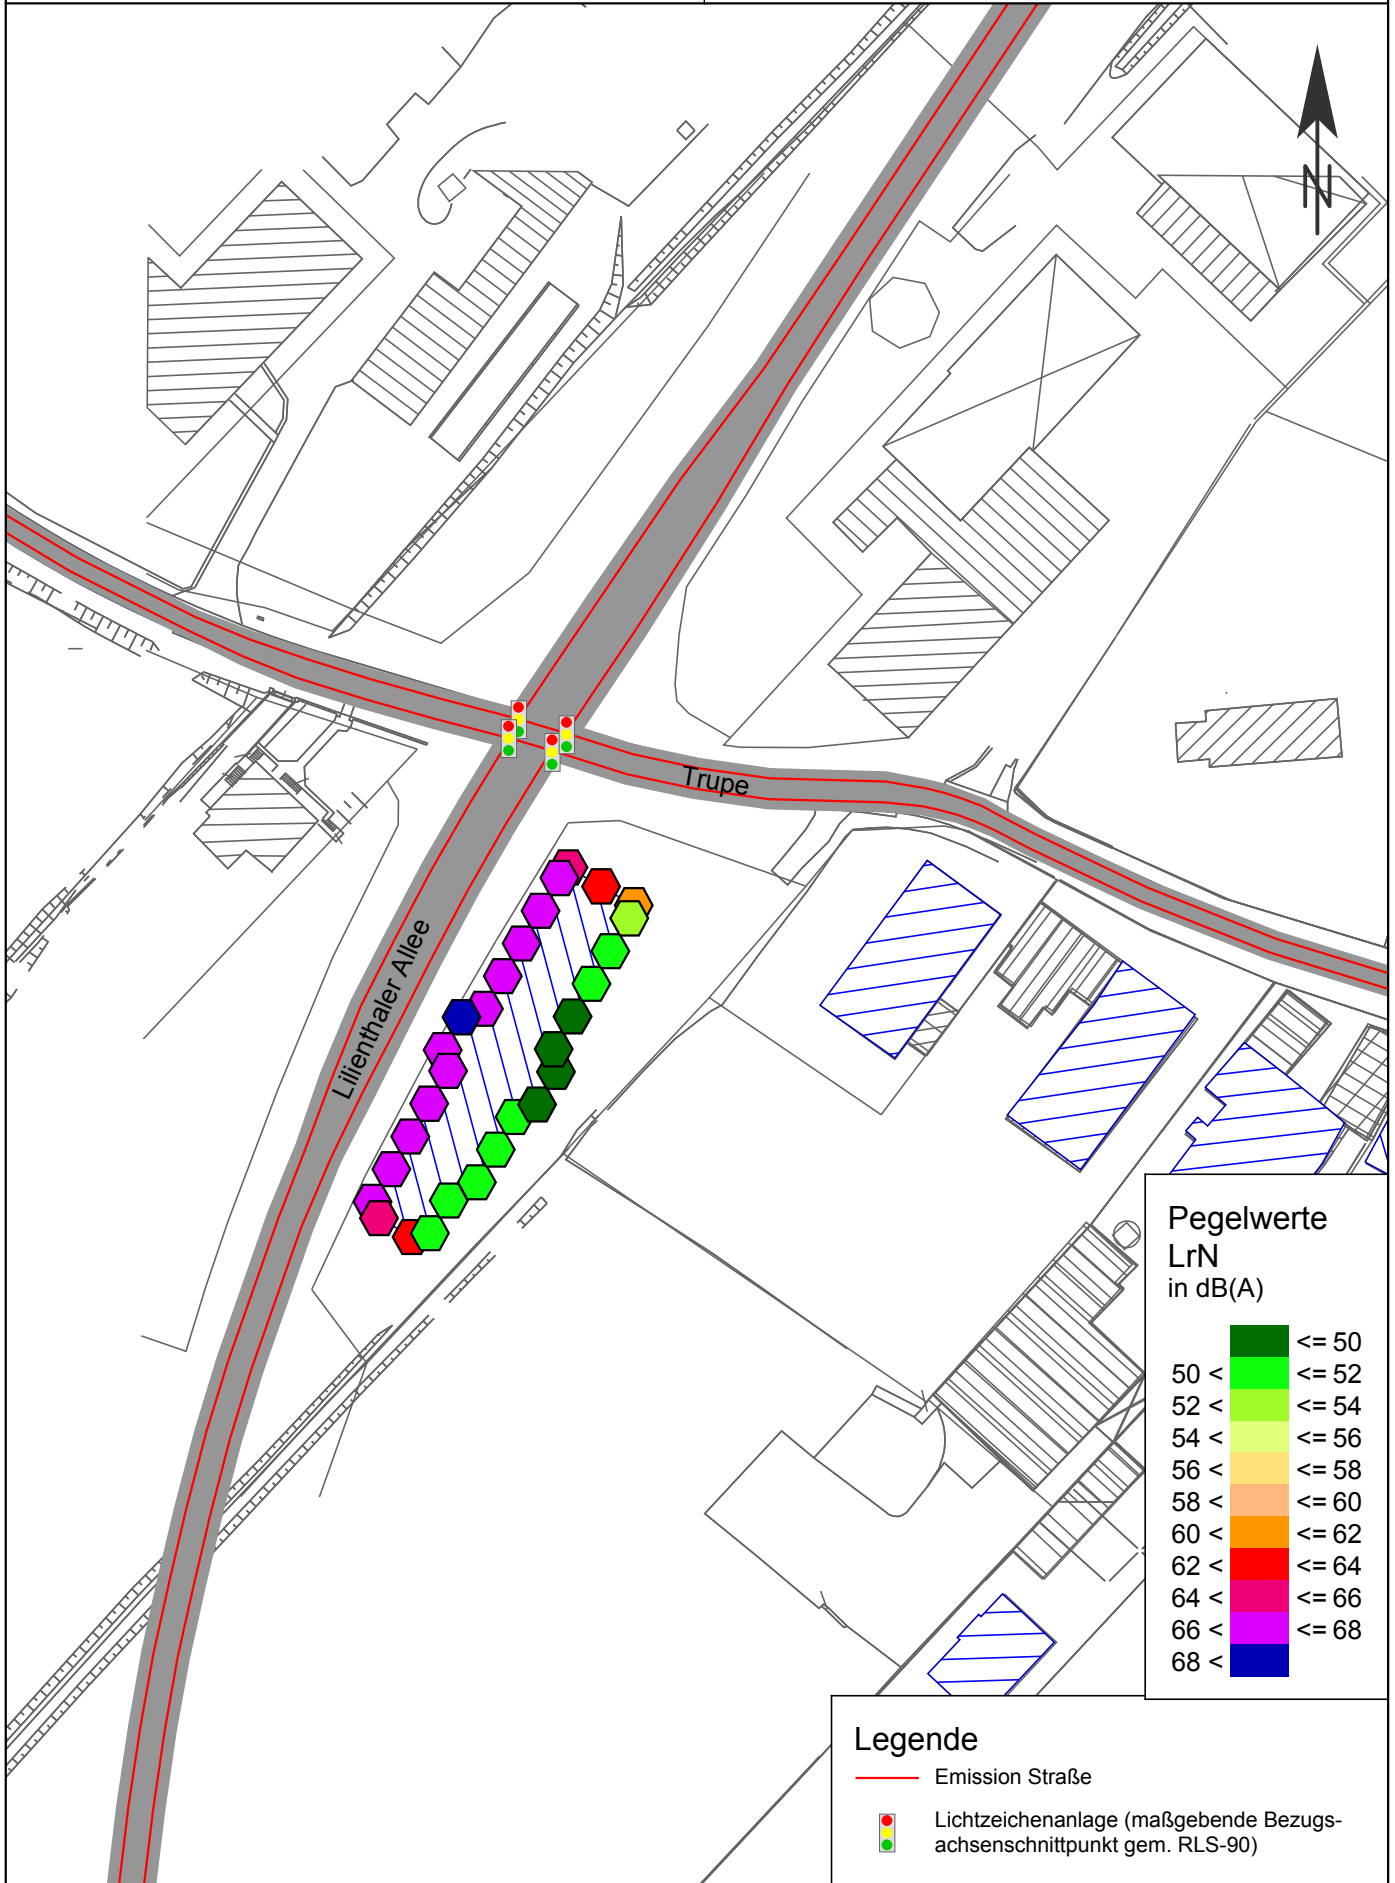 N
Trupe
Lilienthaler Allee
Pegelwerte
LrN
in dB(A)
<= 50
50 < <= 52
52 < <= 54
54 < <= 56
56 < <= 58
58 < <= 60
60 < <= 62
62 < <= 64
64 < <= 66
66 < <= 68
68 <
Legende
Emission Straße
Lichtzeichenanlage (maßgebende Bezugs-
achsenschnittpunkt gem. RLS-90)